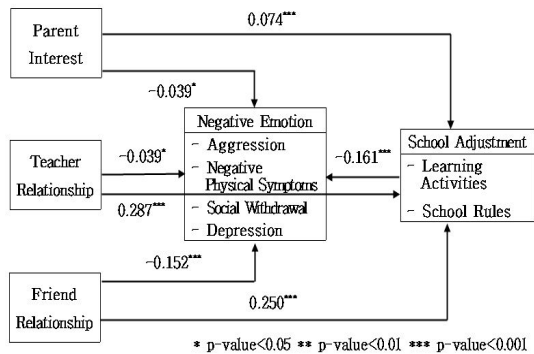 0.074***
Parent
Interest
-0.039*
Negative Emotion
- Aggression
- Negative
Physical Symptoms
- Social Withdrawal
- Depression
-0.161***
School Adjustment
- Learning
Activities
- School Rules
Teacher
Relationship
-0.039*
0.287***
-0.152***
Friend
Relationship
0.250***
* p-value<0.05 ** p-value<0.01 *** p-value<0.001